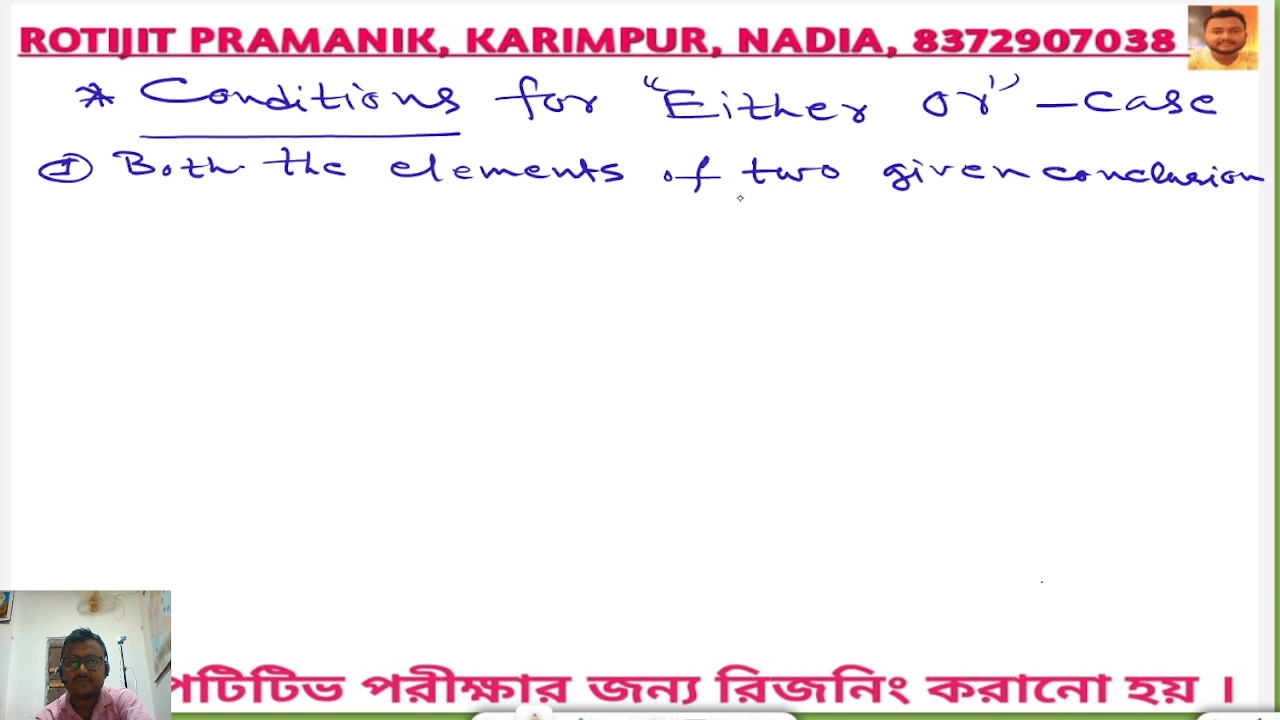 ROTIJIT PRAMANIK, KARIMPUR, NADIA, 8372907038
* Conditions for "Either or" - case
① Both the elements of two given conclusion
পটিটিভ পরীক্ষার জন্য রিজনিং করানো হয় ।